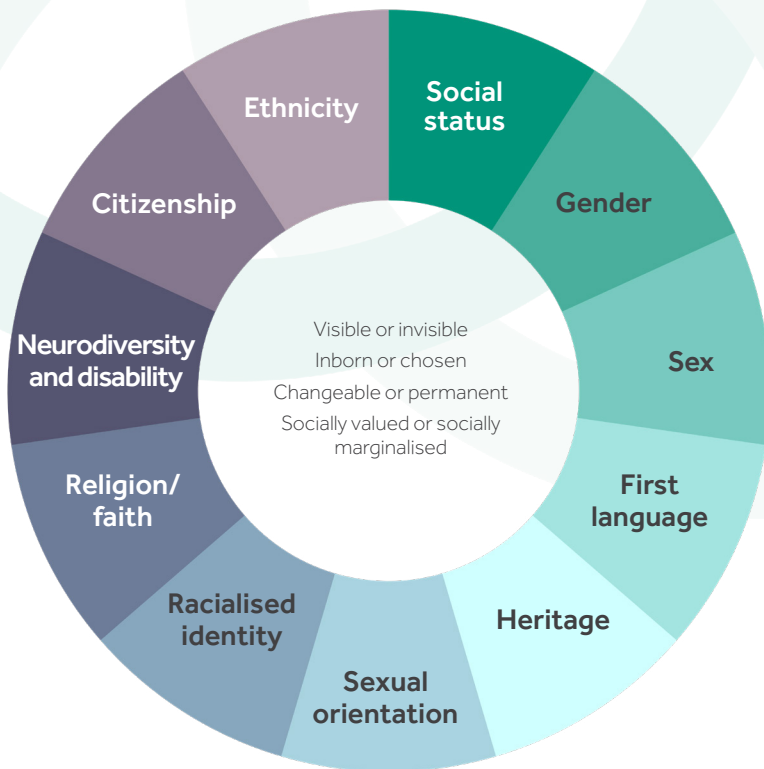 Social
status
Gender
Sex
First
language
Heritage
Sexual
orientation
Racialised
identity
Religion/
faith
Neurodiversity
and disability
Citizenship
Ethnicity
Visible or invisible
Inborn or chosen
Changeable or permanent
Socially valued or socially
marginalised